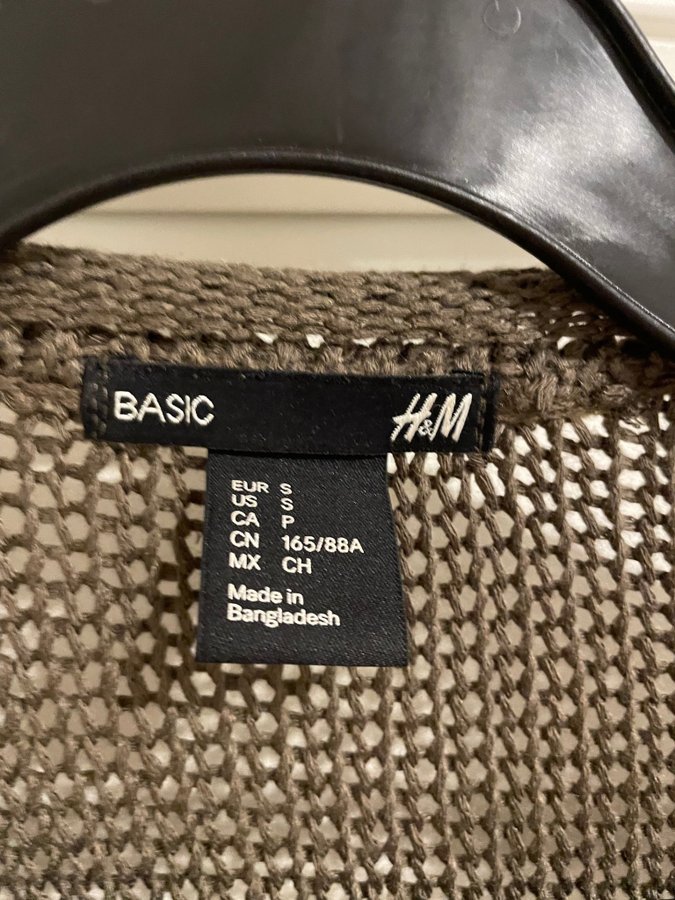 BASIC H&M
EUR S
US S
CA P
CN 165/88A
MX CH
Made in
Bangladesh